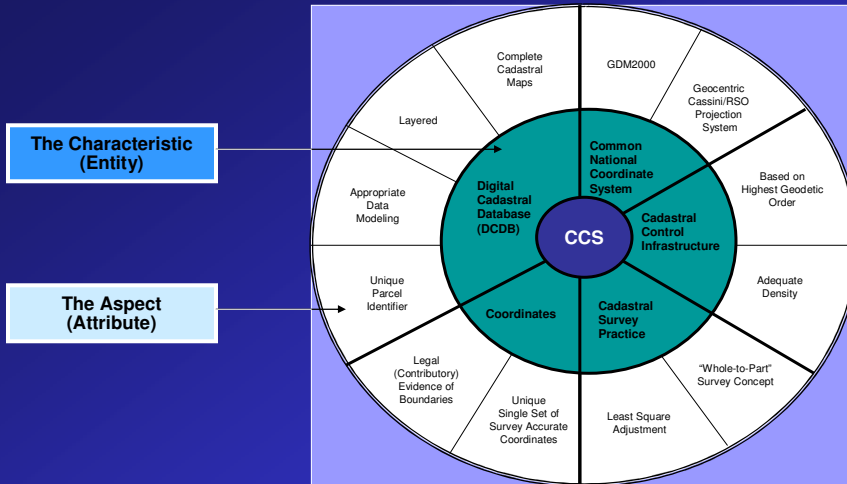 The Characteristic
(Entity)
The Aspect
(Attribute)
Complete
Cadastral
Maps
GDM2000
Geocentric
Cassini/RSO
Projection
System
Layered
Based on
Highest Geodetic
Order
Appropriate
Data
Modeling
Adequate
Density
Unique
Parcel
Identifier
"Whole-to-Part"
Survey Concept
Legal
(Contributory)
Evidence of
Boundaries
Unique
Single Set of
Survey Accurate
Coordinates
Least Square
Adjustment
Common
National
Coordinate
System
Digital
Cadastral
Database
(DCDB)
Cadastral
Control
Infrastructure
CCS
Coordinates
Cadastral
Survey
Practice